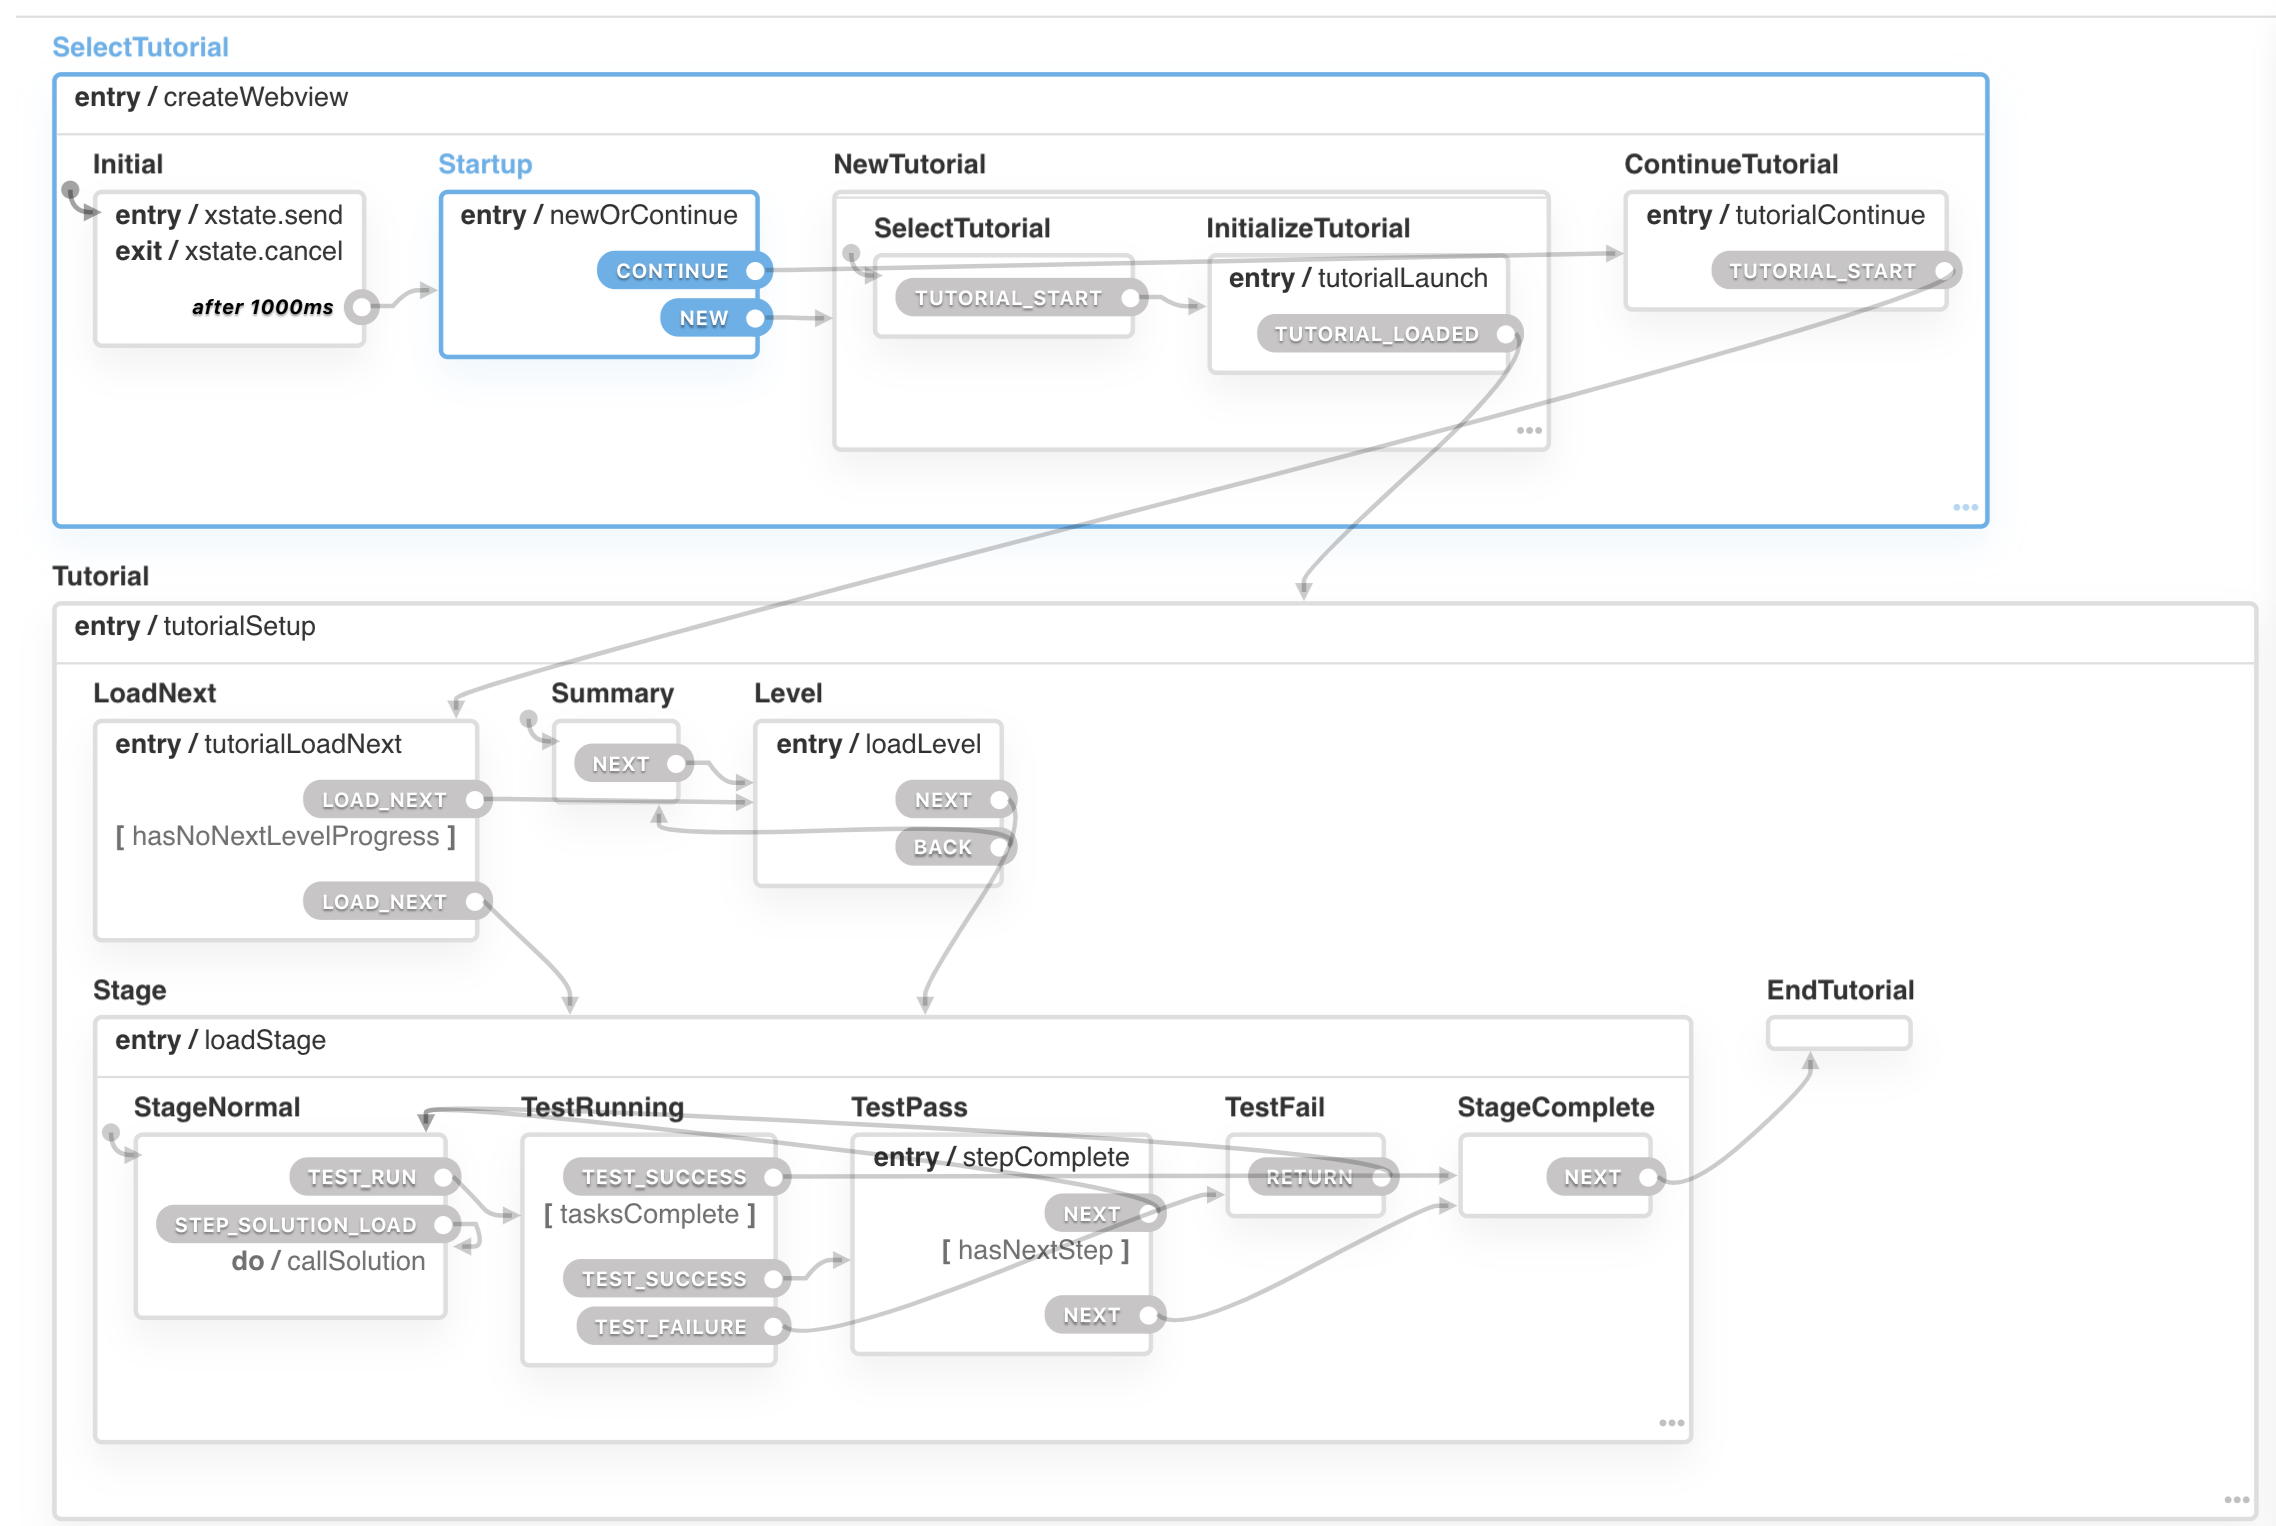 SelectTutorial
entry / createWebview
Initial
entry / xstate.send
exit / xstate.cancel
after 1000ms
Startup
entry / newOrContinue
CONTINUE
NEW
NewTutorial
SelectTutorial
TUTORIAL_START
InitializeTutorial
entry / tutorialLaunch
TUTORIAL_LOADED
ContinueTutorial
entry / tutorialContinue
TUTORIAL_START
Tutorial
entry / tutorialSetup
LoadNext
entry / tutorialLoadNext
LOAD_NEXT
[ hasNoNextLevelProgress ]
LOAD_NEXT
Summary
NEXT
Level
entry / loadLevel
NEXT
BACK
Stage
entry / loadStage
StageNormal
TEST_RUN
STEP_SOLUTION_LOAD
do / callSolution
TestRunning
TEST_SUCCESS
[ tasksComplete ]
TEST_SUCCESS
TEST_FAILURE
TestPass
entry / stepComplete
NEXT
[ hasNextStep ]
NEXT
TestFail
RETURN
StageComplete
NEXT
EndTutorial